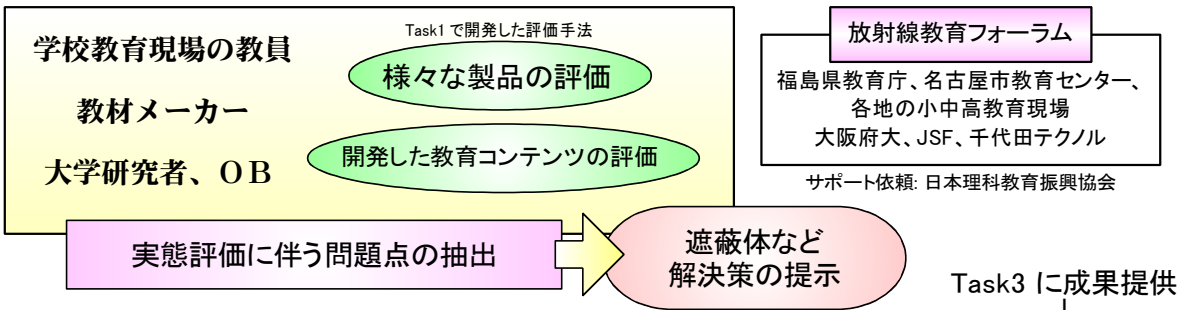 学校教育現場の教員
教材メーカー
大学研究者、ＯＢ
Task1で開発した評価手法
様々な製品の評価
開発した教育コンテンツの評価
実態評価に伴う問題点の抽出
遮蔽体など
解決策の提示
放射線教育フォーラム
福島県教育庁、名古屋市教育センター、
各地の小中高教育現場
大阪府大、JSF、千代田テクノル
サポート依頼: 日本理科教育振興協会
Task3 に成果提供